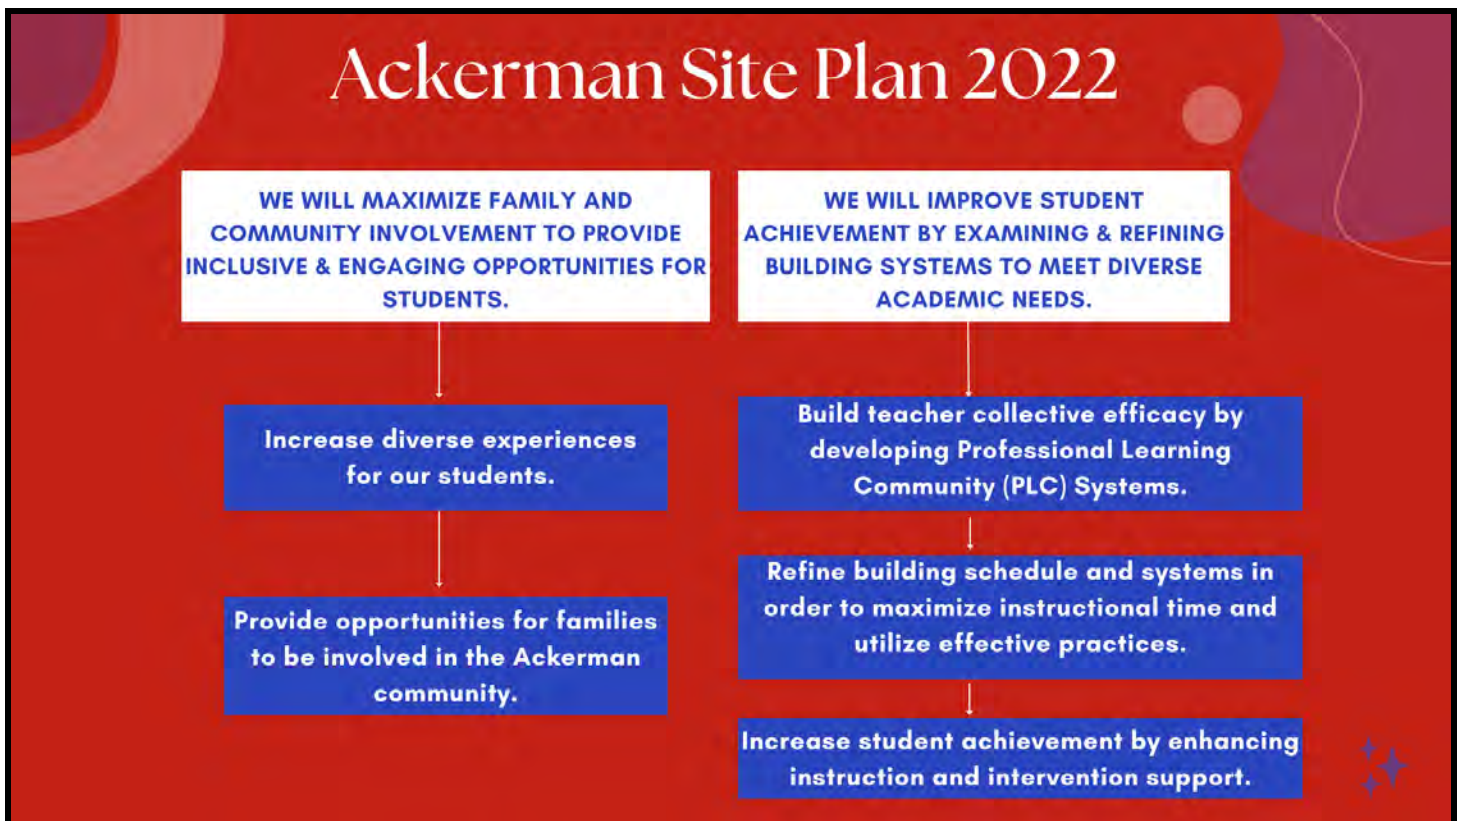 Ackerman Site Plan 2022
WE WILL MAXIMIZE FAMILY AND
COMMUNITY INVOLVEMENT TO PROVIDE
INCLUSIVE & ENGAGING OPPORTUNITIES FOR
STUDENTS.
Increase diverse experiences
for our students.
Provide opportunities for families
to be involved in the Ackerman
community.
WE WILL IMPROVE STUDENT
ACHIEVEMENT BY EXAMINING & REFINING
BUILDING SYSTEMS TO MEET DIVERSE
ACADEMIC NEEDS.
Build teacher collective efficacy by
developing Professional Learning
Community (PLC) Systems.
Refine building schedule and systems in
order to maximize instructional time and
utilize effective practices.
Increase student achievement by enhancing
instruction and intervention support.